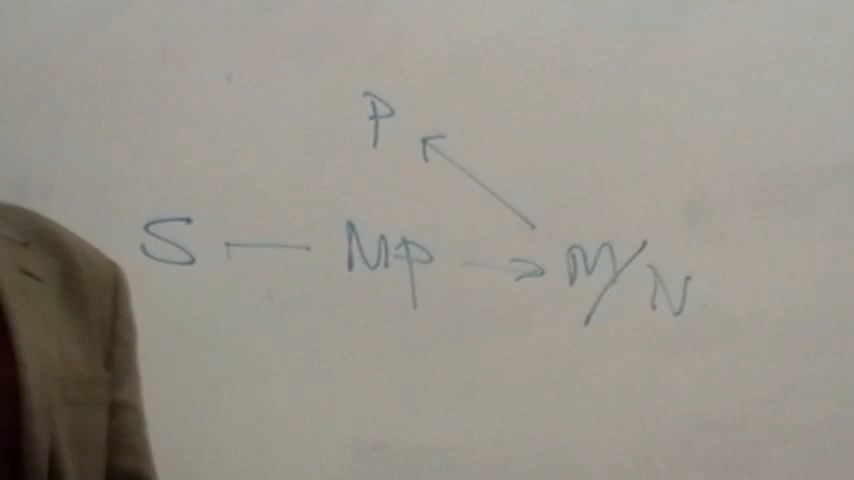 P
S — Mp → M/N